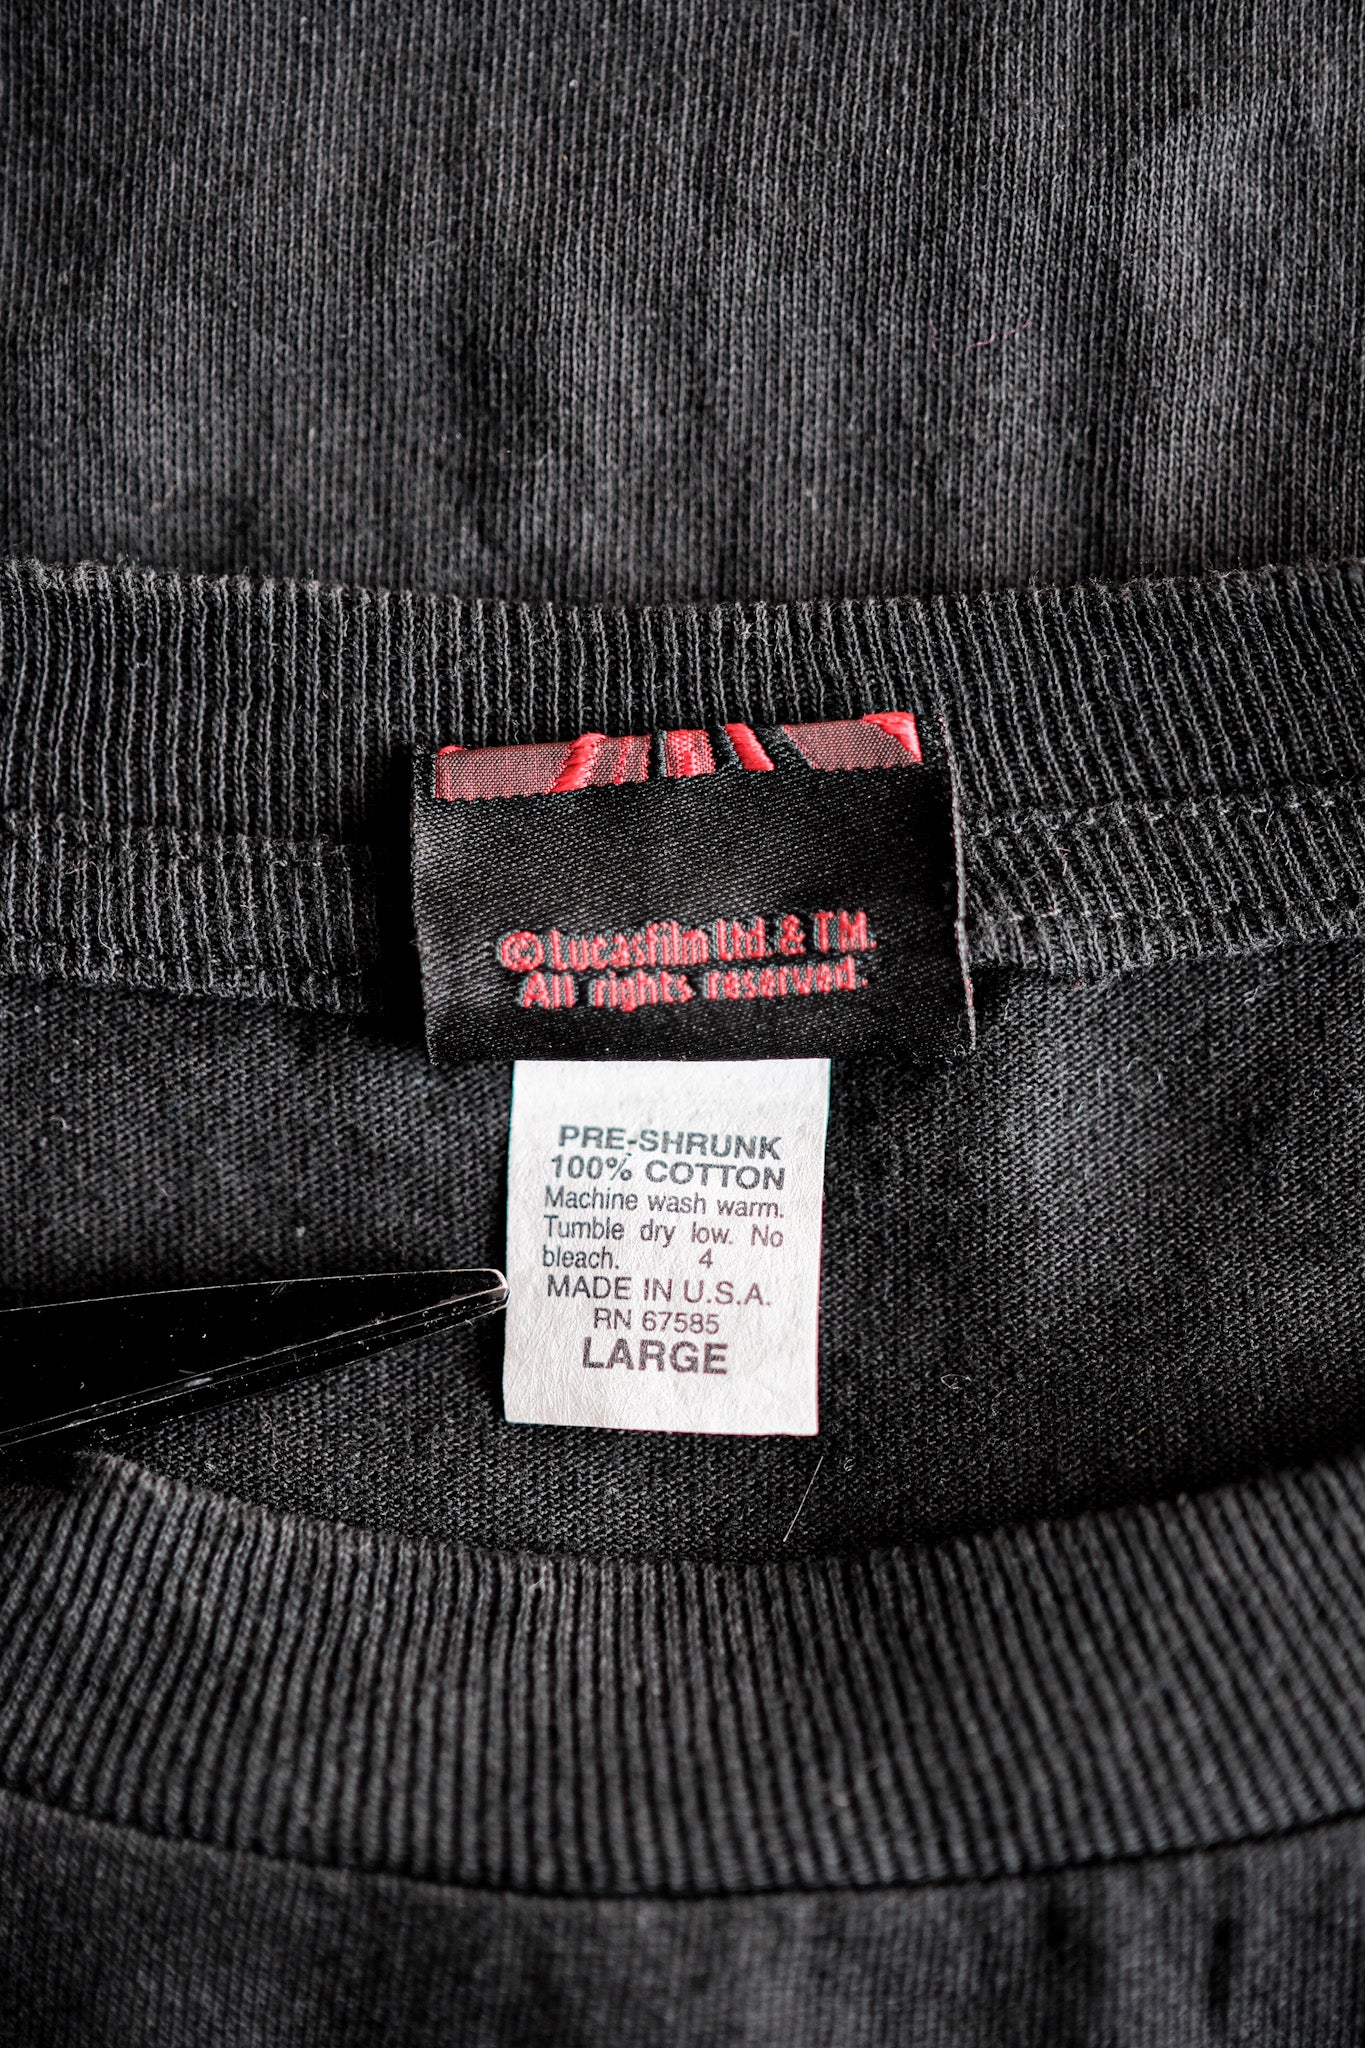 © Lucasfilm Ltd. & TM.
All rights reserved.
PRE-SHRUNK
100% COTTON
Machine wash warm.
Tumble dry low. No
bleach. 4
MADE IN U.S.A.
RN 67585
LARGE